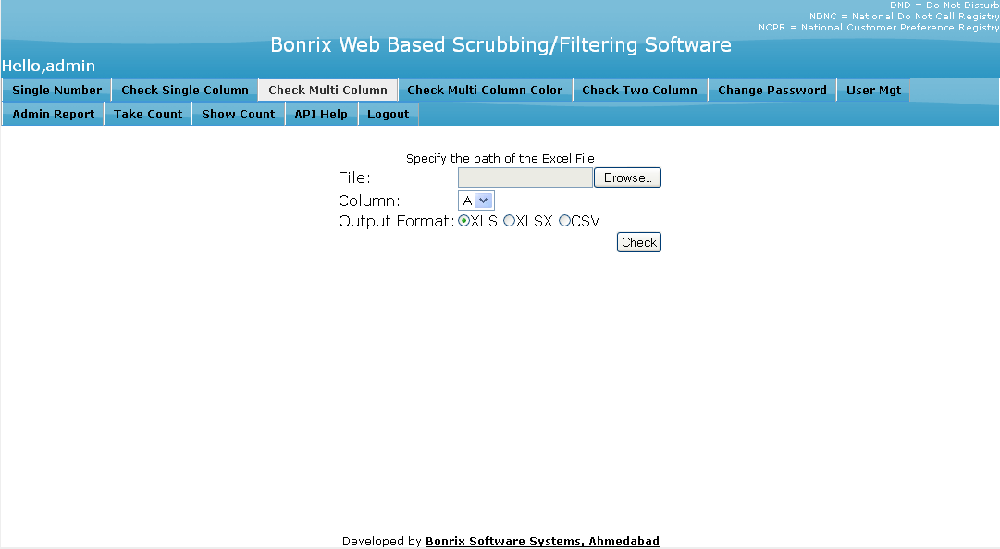 DND = Do Not Disturb
NDNC = National Do Not Call Registry
NCPR = National Customer Preference Registry
Bonrix Web Based Scrubbing/Filtering Software
Hello,admin
Single Number Check Single Column Check Multi Column Check Multi Column Color Check Two Column Change Password User Mgt
Admin Report Take Count Show Count API Help Logout
Specify the path of the Excel File
File: Browse...
Column: A
Output Format: XLS XLSX CSV
Check
Developed by Bonrix Software Systems, Ahmedabad